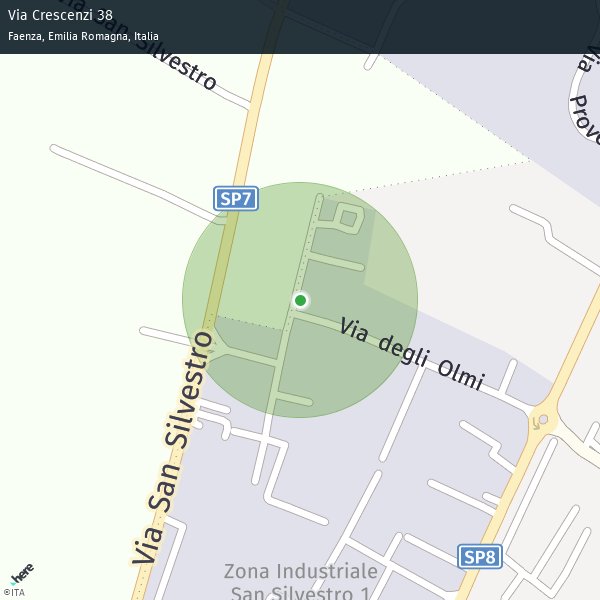 Via Crescenzi 38
Faenza, Emilia Romagna, Italia
Via San Silvestro
Via
Prove
SP7
Via degli Olmi
Via San Silvestro
SP8
Zona Industriale
San Silvestro 1
here
©ITA